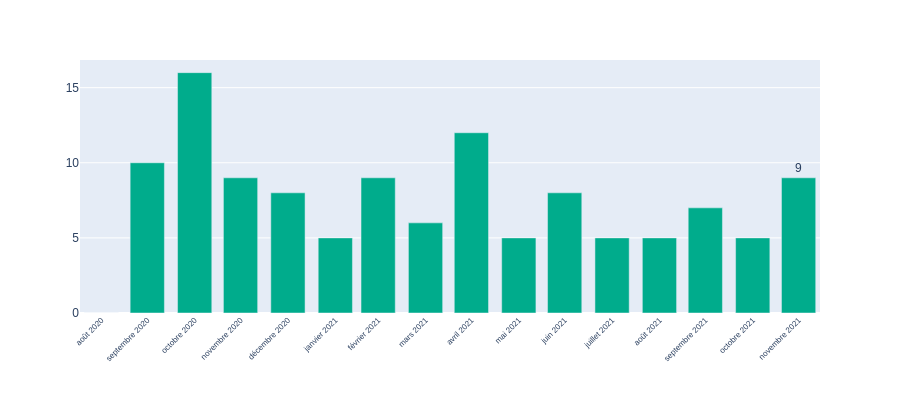 15
10
5
0
9
août 2020
septembre 2020
octobre 2020
novembre 2020
décembre 2020
janvier 2021
février 2021
mars 2021
avril 2021
mai 2021
juin 2021
juillet 2021
août 2021
septembre 2021
octobre 2021
novembre 2021